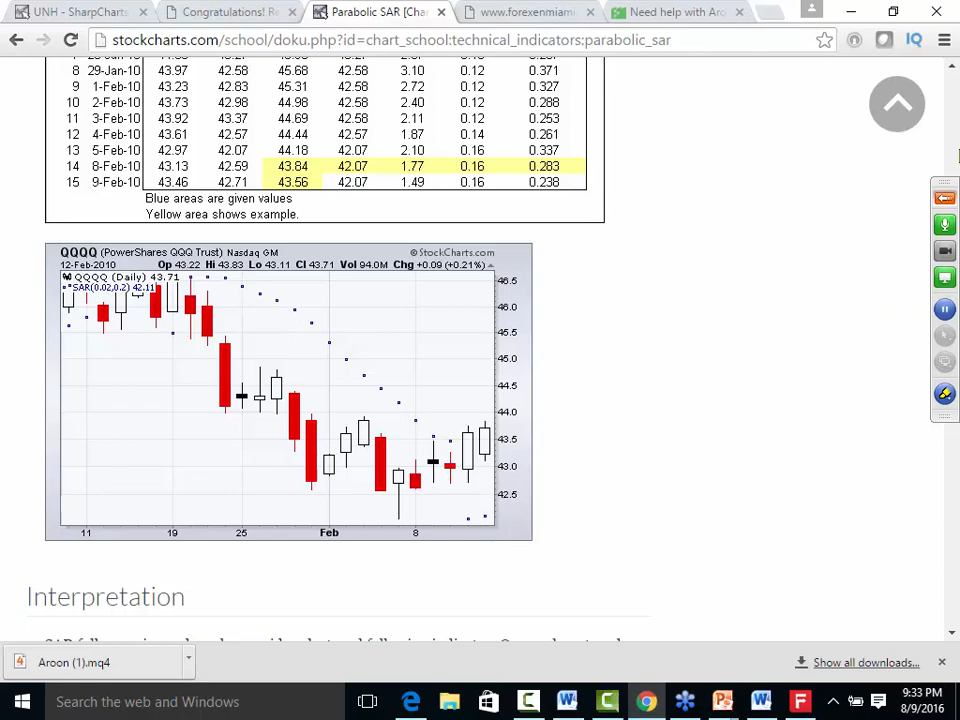 UNH - SharpCharts
Congratulations! Re
Parabolic SAR [Char
www.forexenmiami
Need help with Aro
stockcharts.com/school/doku.php?id=chart_school:technical_indicators:parabolic_sar
8 29-Jan-10 43.97 42.58 45.68 42.58 3.10 0.12 0.371
9 1-Feb-10 43.23 42.83 45.31 42.58 2.72 0.12 0.327
10 2-Feb-10 43.73 42.98 44.98 42.58 2.40 0.12 0.288
11 3-Feb-10 43.92 43.37 44.69 42.58 2.11 0.12 0.253
12 4-Feb-10 43.61 42.57 44.44 42.57 1.87 0.14 0.261
13 5-Feb-10 42.97 42.07 44.18 42.07 2.10 0.16 0.337
14 8-Feb-10 43.13 42.59 43.84 42.07 1.77 0.16 0.283
15 9-Feb-10 43.46 42.71 43.56 42.07 1.49 0.16 0.238
Blue areas are given values
Yellow area shows example.
QQQQ (PowerShares QQQ Trust) Nasdaq GM © StockCharts.com
12-Feb-2010 Op 43.22 Hi 43.83 Lo 43.11 Cl 43.71 Vol 94.0M Chg +0.09 (+0.21%)
QQQQ (Daily) 43.71
SAR(0.02,0.2) 42.11
46.5
46.0
45.5
45.0
44.5
44.0
43.5
43.0
42.5
11 19 25 Feb 8
Interpretation
Aroon (1).mq4
Show all downloads...
Search the web and Windows
9:33 PM
8/9/2016